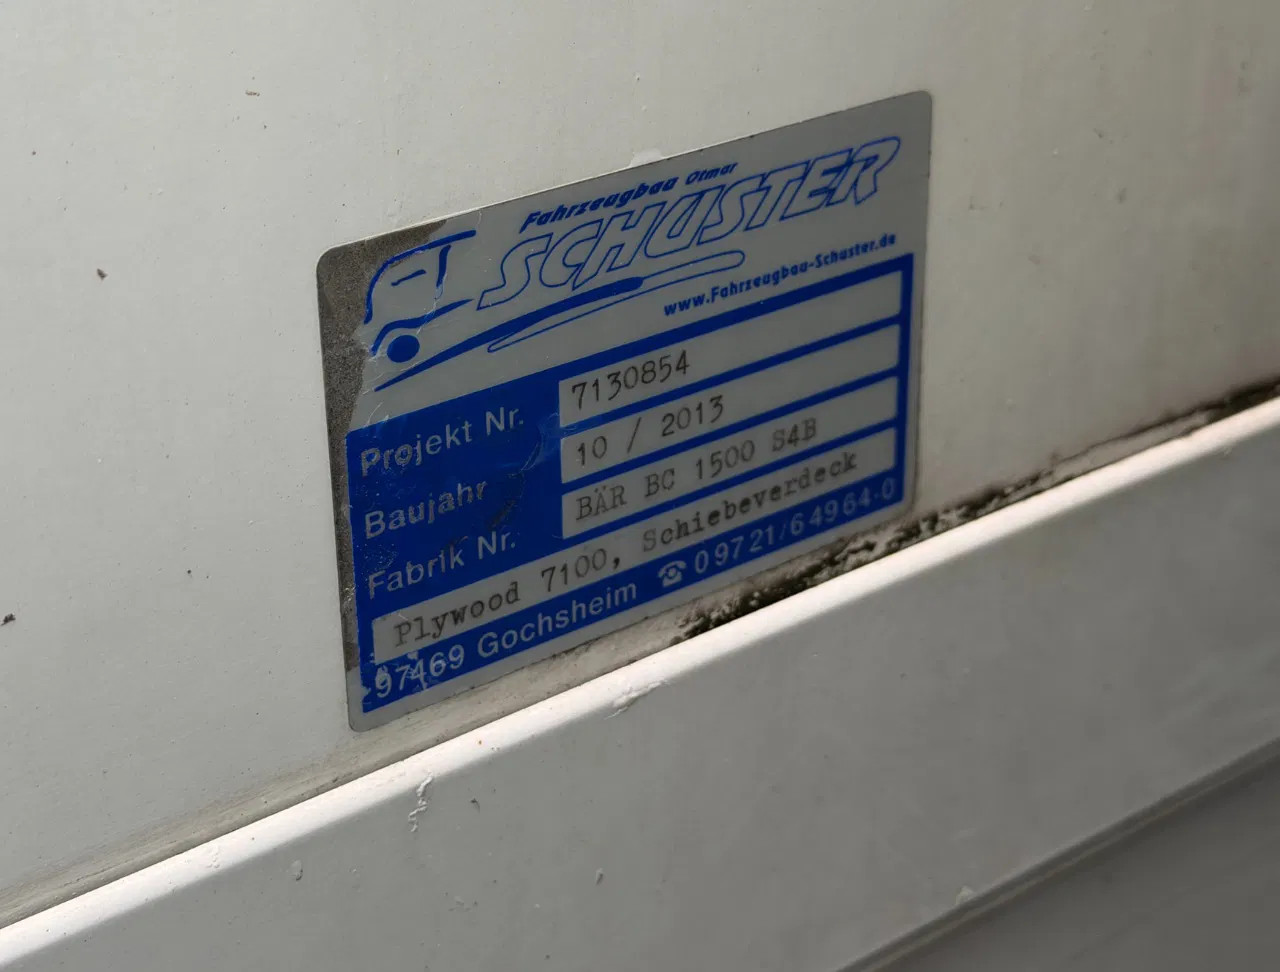 Fahrzeugbau Otmar
SCHUSTER
www.Fahrzeugbau-Schuster.de
Projekt Nr. 7130854
Baujahr 10 / 2013
Fabrik Nr. BÄR BC 1500 S4B
Plywood 7100, Schiebeverdeck
97469 Gochsheim ☎ 09721/64964-0